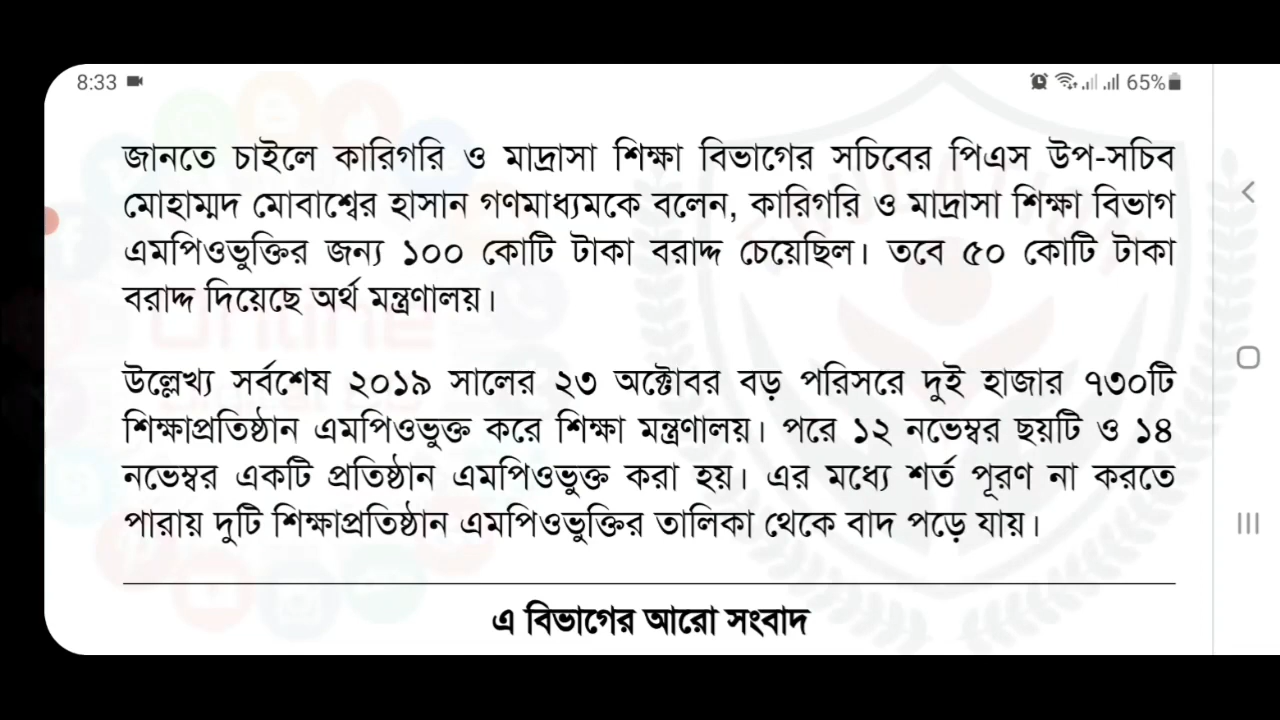 8:33
65%
জানতে চাইলে কারিগরি ও মাদ্রাসা শিক্ষা বিভাগের সচিবের পিএস উপ-সচিব
মোহাম্মদ মোবাশ্বের হাসান গণমাধ্যমকে বলেন, কারিগরি ও মাদ্রাসা শিক্ষা বিভাগ
এমপিওভুক্তির জন্য ১০০ কোটি টাকা বরাদ্দ চেয়েছিল। তবে ৫০ কোটি টাকা
বরাদ্দ দিয়েছে অর্থ মন্ত্রণালয়।
উল্লেখ্য সর্বশেষ ২০১৯ সালের ২৩ অক্টোবর বড় পরিসরে দুই হাজার ৭৩০টি
শিক্ষাপ্রতিষ্ঠান এমপিওভুক্ত করে শিক্ষা মন্ত্রণালয়। পরে ১২ নভেম্বর ছয়টি ও ১৪
নভেম্বর একটি প্রতিষ্ঠান এমপিওভুক্ত করা হয়। এর মধ্যে শর্ত পূরণ না করতে
পারায় দুটি শিক্ষাপ্রতিষ্ঠান এমপিওভুক্তির তালিকা থেকে বাদ পড়ে যায়।
এ বিভাগের আরো সংবাদ